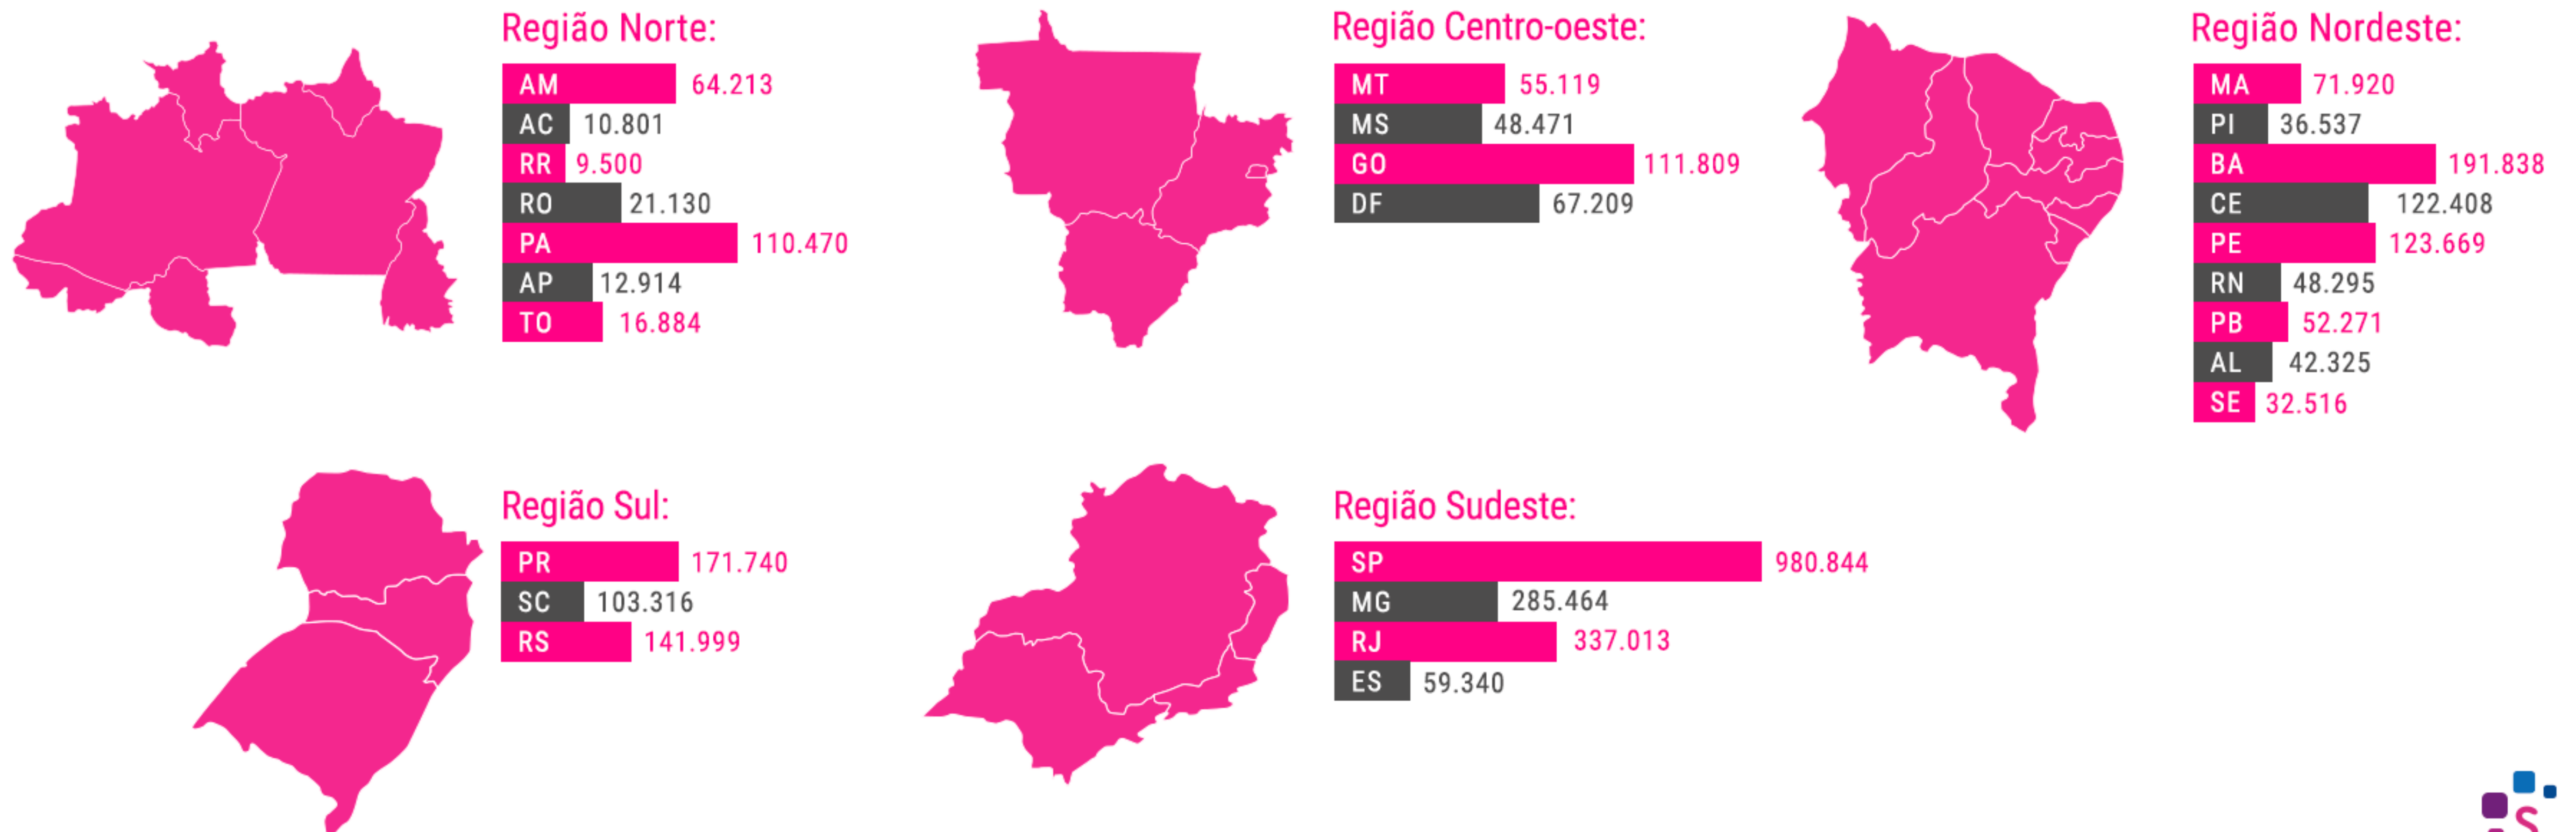 Região Norte:
AM 64.213
AC 10.801
RR 9.500
RO 21.130
PA 110.470
AP 12.914
TO 16.884
Região Centro-oeste:
MT 55.119
MS 48.471
GO 111.809
DF 67.209
Região Nordeste:
MA 71.920
PI 36.537
BA 191.838
CE 122.408
PE 123.669
RN 48.295
PB 52.271
AL 42.325
SE 32.516
Região Sul:
PR 171.740
SC 103.316
RS 141.999
Região Sudeste:
SP 980.844
MG 285.464
RJ 337.013
ES 59.340
S